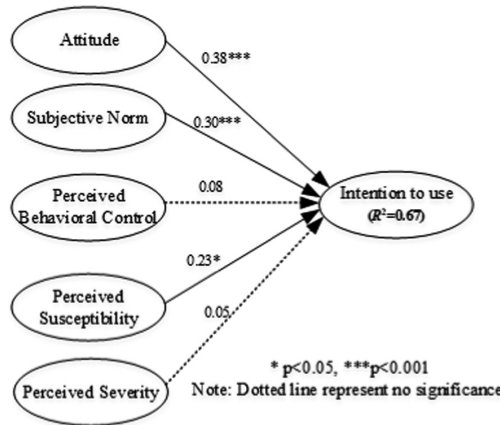 Attitude
0.38***
Subjective Norm
0.30***
Perceived
Behavioral Control
0.08
Intention to use
(R²=0.67)
Perceived
Susceptibility
0.23*
0.05
Perceived Severity
* p<0.05, ***p<0.001
Note: Dotted line represent no significance